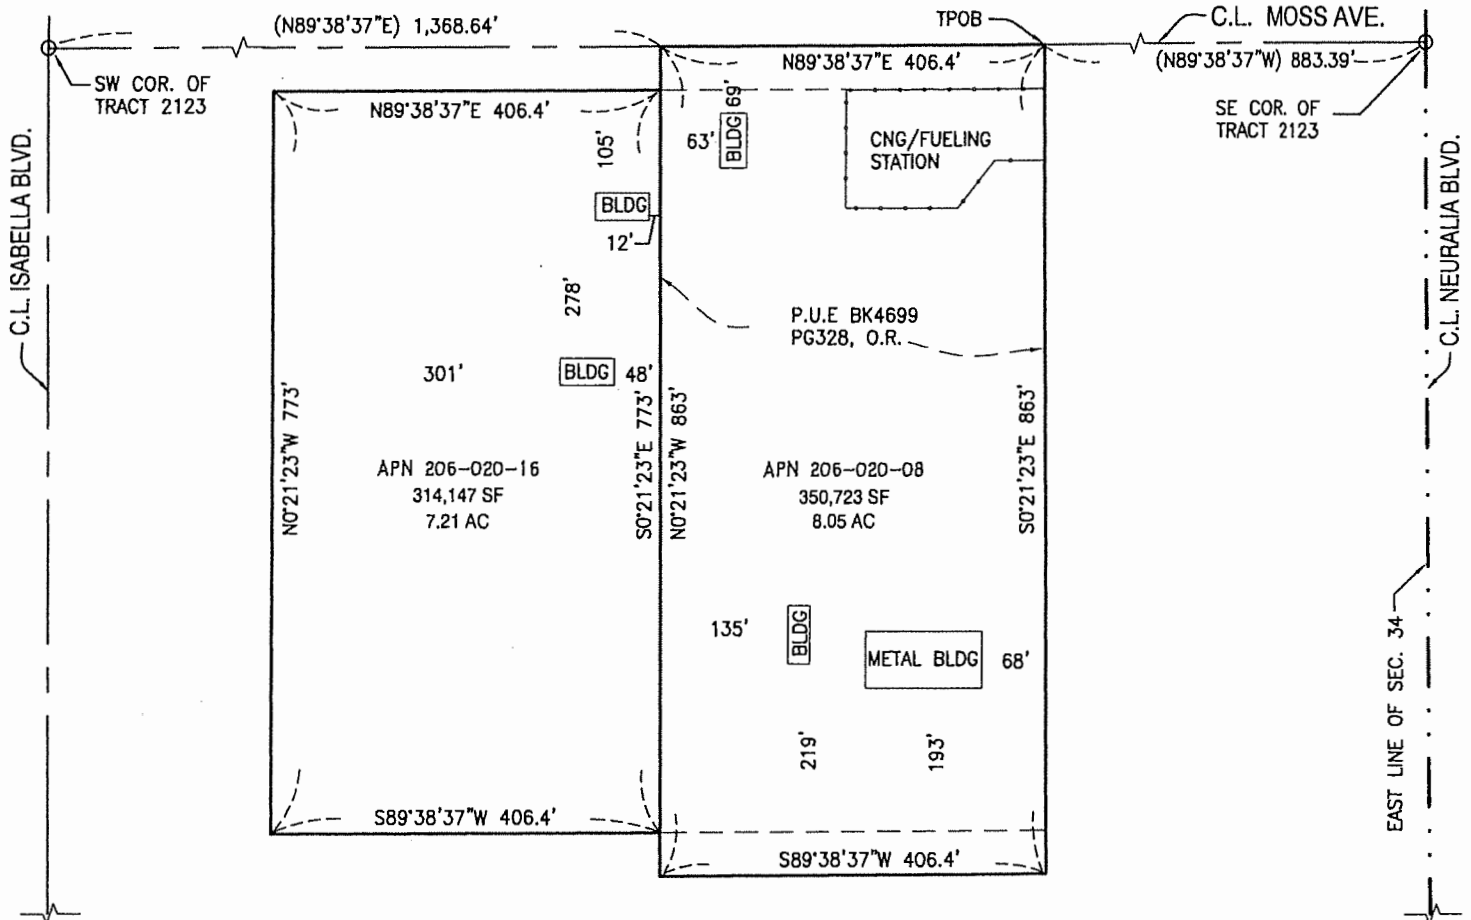 (N89°38'37"E) 1,368.64'
TPOB
C.L. MOSS AVE.
SW COR. OF
TRACT 2123
N89°38'37"E 406.4'
(N89°38'37"W) 883.39'
SE COR. OF
TRACT 2123
N89°38'37"E 406.4'
69'
63'
BLDG
CNG/FUELING
STATION
105'
BLDG
12'
C.L. ISABELLA BLVD.
C.L. NEURALIA BLVD.
278'
P.U.E BK4699
PG328, O.R.
301'
BLDG
48'
N0°21'23"W 773'
S0°21'23"E 773'
N0°21'23"W 863'
S0°21'23"E 863'
APN 206-020-16
314,147 SF
7.21 AC
APN 206-020-08
350,723 SF
8.05 AC
135'
BLDG
METAL BLDG
68'
219'
193'
EAST LINE OF SEC. 34
S89°38'37"W 406.4'
S89°38'37"W 406.4'